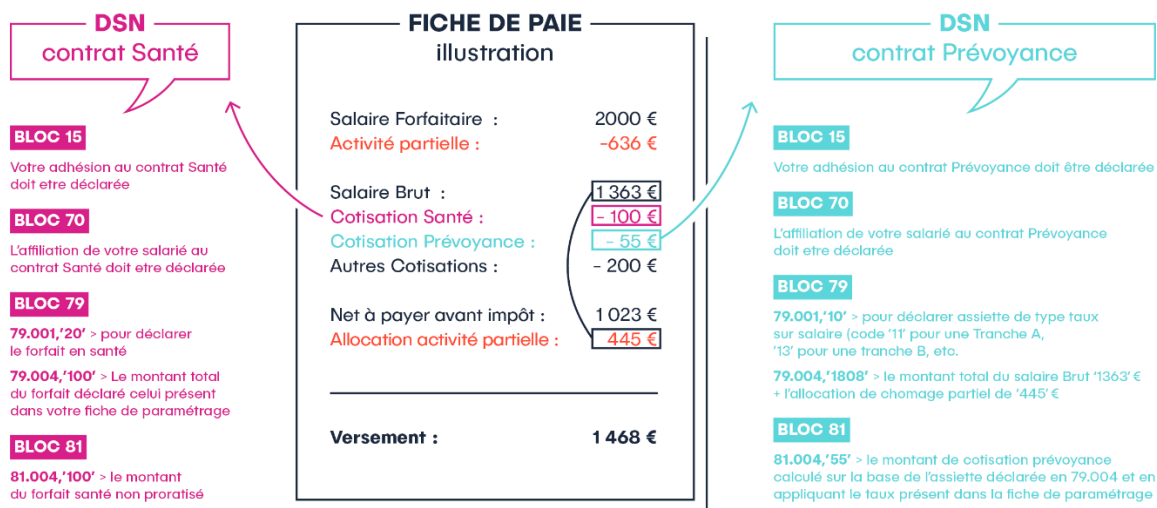 DSN
contrat Santé
BLOC 15
Votre adhésion au contrat Santé
doit etre déclarée
BLOC 70
L'affiliation de votre salarié au
contrat Santé doit etre déclarée
BLOC 79
79.001,'20' > pour déclarer
le forfait en santé
79.004,'100' > Le montant total
du forfait déclaré celui présent
dans votre fiche de paramétrage
BLOC 81
81.004,'100' > le montant
du forfait santé non proratisé
FICHE DE PAIE
illustration
Salaire Forfaitaire : 2000 €
Activité partielle : -636 €
Salaire Brut : 1 363 €
Cotisation Santé : - 100 €
Cotisation Prévoyance : - 55 €
Autres Cotisations : - 200 €
Net à payer avant impôt : 1 023 €
Allocation activité partielle : 445 €
Versement : 1 468 €
DSN
contrat Prévoyance
BLOC 15
Votre adhésion au contrat Prévoyance doit être déclarée
BLOC 70
L'affiliation de votre salarié au contrat Prévoyance
doit etre déclarée
BLOC 79
79.001,'10' > pour déclarer assiette de type taux
sur salaire (code '11' pour une Tranche A,
'13' pour une tranche B, etc.
79.004,'1808' > le montant total du salaire Brut '1363' €
+ l'allocation de chomage partiel de '445' €
BLOC 81
81.004,'55' > le montant de cotisation prévoyance
calculé sur la base de l'assiette déclarée en 79.004 et en
appliquant le taux présent dans la fiche de paramétrage